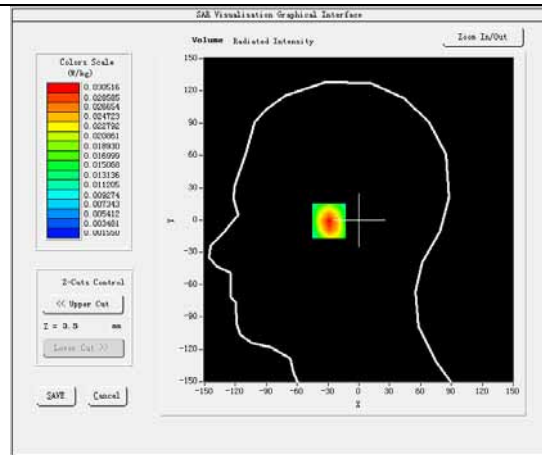 SAR Visualisation Graphical Interface
Volume Radiated Intensity
Zoom In/Out
Colors Scale
(W/kg)
0.030516
0.028585
0.026654
0.024723
0.022792
0.020861
0.018930
0.016999
0.015068
0.013136
0.011205
0.009274
0.007343
0.005412
0.003481
0.001550
Z-Cuts Control
<< Upper Cut
Z = 3.5 mm
Lower Cut >>
SAVE Cancel
150
120
90
60
30
Y
0
-30
-60
-90
-120
-150
-150 -120 -90 -60 -30 0 30 60 90 120 150
X